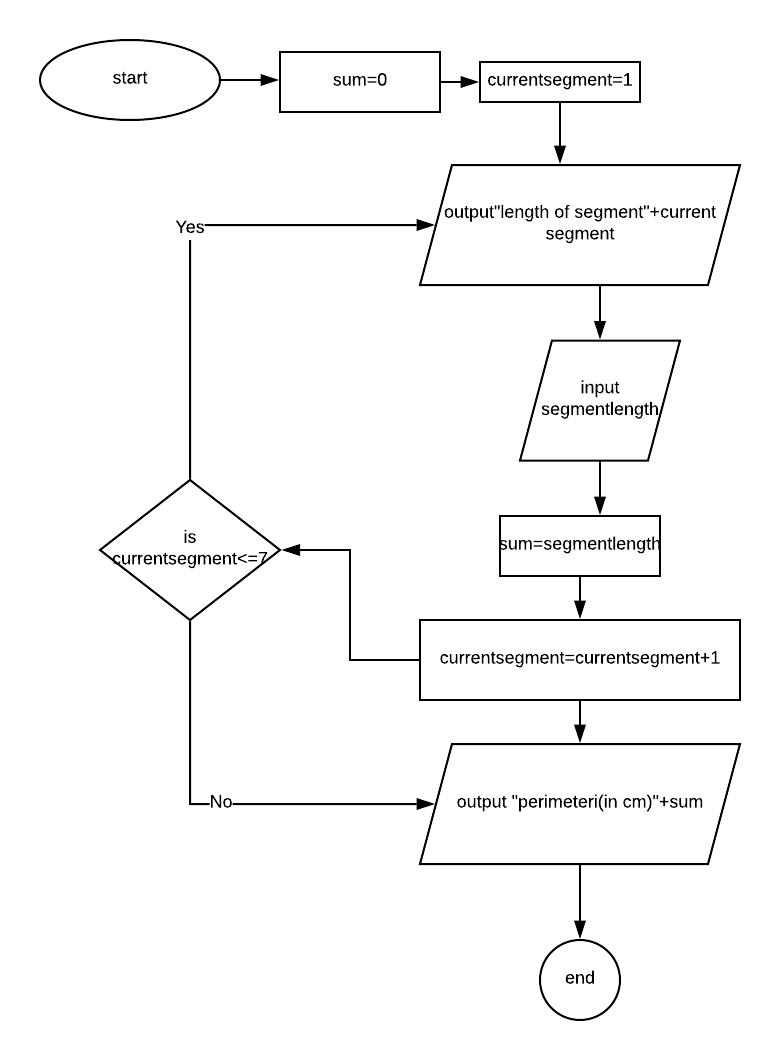 start
sum=0
currentsegment=1
output"length of segment"+current
segment
Yes
input
segmentlength
is
currentsegment<=7
sum=segmentlength
currentsegment=currentsegment+1
No
output "perimeteri(in cm)"+sum
end